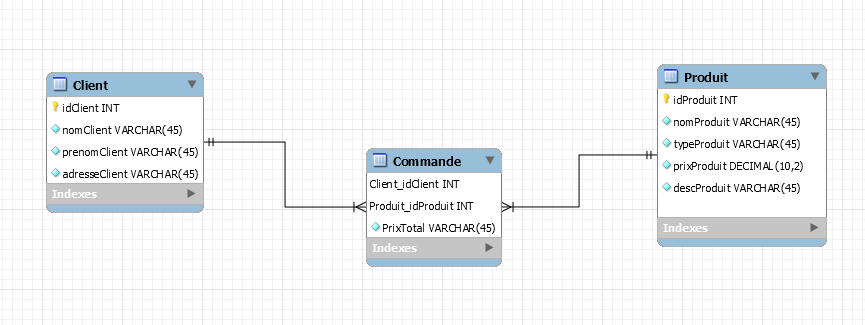 Client
idClient INT
nomClient VARCHAR(45)
prenomClient VARCHAR(45)
adresseClient VARCHAR(45)
Indexes
Commande
Client_idClient INT
Produit_idProduit INT
PrixTotal VARCHAR(45)
Indexes
Produit
idProduit INT
nomProduit VARCHAR(45)
typeProduit VARCHAR(45)
prixProduit DECIMAL(10,2)
descProduit VARCHAR(45)
Indexes